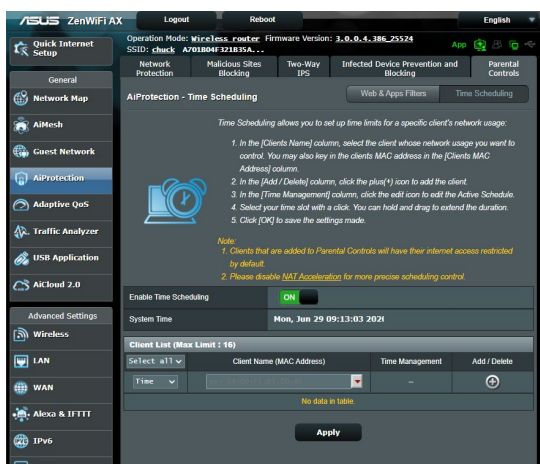 ASUS ZenWiFi AX Logout Reboot English
Quick Internet Setup
Operation Mode: Wireless router Firmware Version: 3.0.0.4.386_25524
SSID: chuck A701B04F321B35A...
App
General
Network Map
AiMesh
Guest Network
AiProtection
Adaptive QoS
Traffic Analyzer
USB Application
AiCloud 2.0
Advanced Settings
Wireless
LAN
WAN
Alexa & IFTTT
IPv6
Network Protection
Malicious Sites Blocking
Two-Way IPS
Infected Device Prevention and Blocking
Parental Controls
AiProtection - Time Scheduling
Web & Apps Filters
Time Scheduling
Time Scheduling allows you to set up time limits for a specific client's network usage:
1. In the [Clients Name] column, select the client whose network usage you want to
control. You may also key in the clients MAC address in the [Clients MAC
Address] column.
2. In the [Add / Delete] column, click the plus(+) icon to add the client.
3. In the [Time Management] column, click the edit icon to edit the Active Schedule.
4. Select your time slot with a click. You can hold and drag to extend the duration.
5. Click [OK] to save the settings made.
Note:
1. Clients that are added to Parental Controls will have their internet access restricted
by default.
2. Please disable NAT Acceleration for more precise scheduling control.
Enable Time Scheduling ON
System Time Mon, Jun 29 09:13:03
Client List (Max Limit : 16)
Select all Client Name (MAC Address) Time Management Add / Delete
Time –
No data in table.
Apply